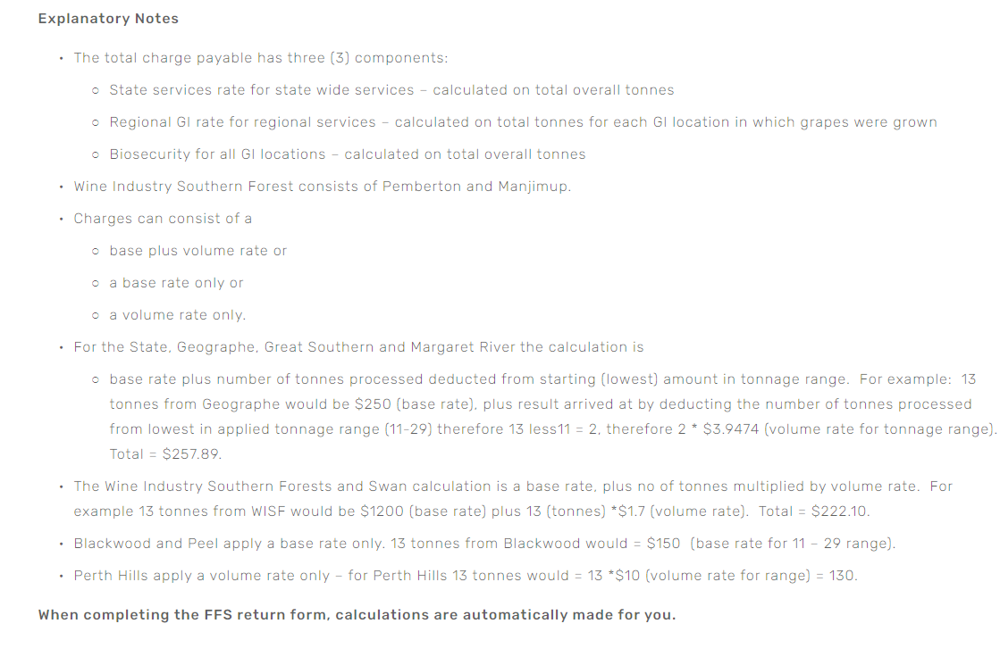 Explanatory Notes
• The total charge payable has three (3) components:
○ State services rate for state wide services – calculated on total overall tonnes
○ Regional GI rate for regional services – calculated on total tonnes for each GI location in which grapes were grown
○ Biosecurity for all GI locations – calculated on total overall tonnes
• Wine Industry Southern Forest consists of Pemberton and Manjimup.
• Charges can consist of a
○ base plus volume rate or
○ a base rate only or
○ a volume rate only.
• For the State, Geographe, Great Southern and Margaret River the calculation is
○ base rate plus number of tonnes processed deducted from starting (lowest) amount in tonnage range.  For example:  13
tonnes from Geographe would be $250 (base rate), plus result arrived at by deducting the number of tonnes processed
from lowest in applied tonnage range (11-29) therefore 13 less11 = 2, therefore 2 * $3.9474 (volume rate for tonnage range).
Total = $257.89.
• The Wine Industry Southern Forests and Swan calculation is a base rate, plus no of tonnes multiplied by volume rate.  For
example 13 tonnes from WISF would be $1200 (base rate) plus 13 (tonnes) *$1.7 (volume rate).  Total = $222.10.
• Blackwood and Peel apply a base rate only. 13 tonnes from Blackwood would = $150  (base rate for 11 – 29 range).
• Perth Hills apply a volume rate only – for Perth Hills 13 tonnes would = 13 *$10 (volume rate for range) = 130.
When completing the FFS return form, calculations are automatically made for you.